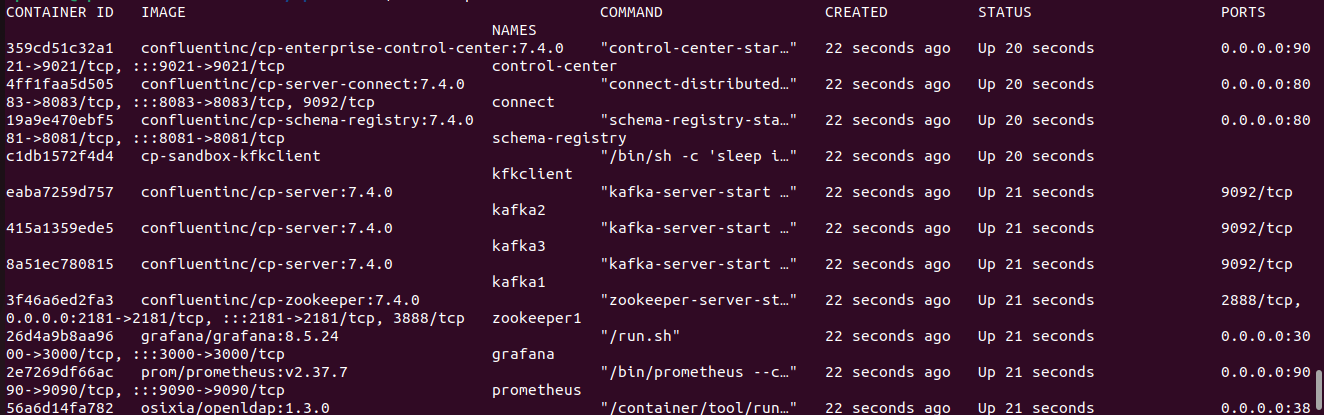 CONTAINER ID IMAGE COMMAND CREATED STATUS PORTS
NAMES
359cd51c32a1 confluentinc/cp-enterprise-control-center:7.4.0 "control-center-star…" 22 seconds ago Up 20 seconds 0.0.0.0:90
21->9021/tcp, :::9021->9021/tcp control-center
4ff1faa5d505 confluentinc/cp-server-connect:7.4.0 "connect-distributed…" 22 seconds ago Up 20 seconds 0.0.0.0:80
83->8083/tcp, :::8083->8083/tcp, 9092/tcp connect
19a9e470ebf5 confluentinc/cp-schema-registry:7.4.0 "schema-registry-sta…" 22 seconds ago Up 20 seconds 0.0.0.0:80
81->8081/tcp, :::8081->8081/tcp schema-registry
c1db1572f4d4 cp-sandbox-kfkclient "/bin/sh -c 'sleep i…" 22 seconds ago Up 20 seconds
kfkclient
eaba7259d757 confluentinc/cp-server:7.4.0 "kafka-server-start …" 22 seconds ago Up 21 seconds 9092/tcp
kafka2
415a1359ede5 confluentinc/cp-server:7.4.0 "kafka-server-start …" 22 seconds ago Up 21 seconds 9092/tcp
kafka3
8a51ec780815 confluentinc/cp-server:7.4.0 "kafka-server-start …" 22 seconds ago Up 21 seconds 9092/tcp
kafka1
3f46a6ed2fa3 confluentinc/cp-zookeeper:7.4.0 "zookeeper-server-st…" 22 seconds ago Up 21 seconds 2888/tcp,
0.0.0.0:2181->2181/tcp, :::2181->2181/tcp, 3888/tcp zookeeper1
26d4a9b8aa96 grafana/grafana:8.5.24 "/run.sh" 22 seconds ago Up 21 seconds 0.0.0.0:30
00->3000/tcp, :::3000->3000/tcp grafana
2e7269df66ac prom/prometheus:v2.37.7 "/bin/prometheus --c…" 22 seconds ago Up 21 seconds 0.0.0.0:90
90->9090/tcp, :::9090->9090/tcp prometheus
56a6d14fa782 osixia/openldap:1.3.0 "/container/tool/run…" 22 seconds ago Up 21 seconds 0.0.0.0:38